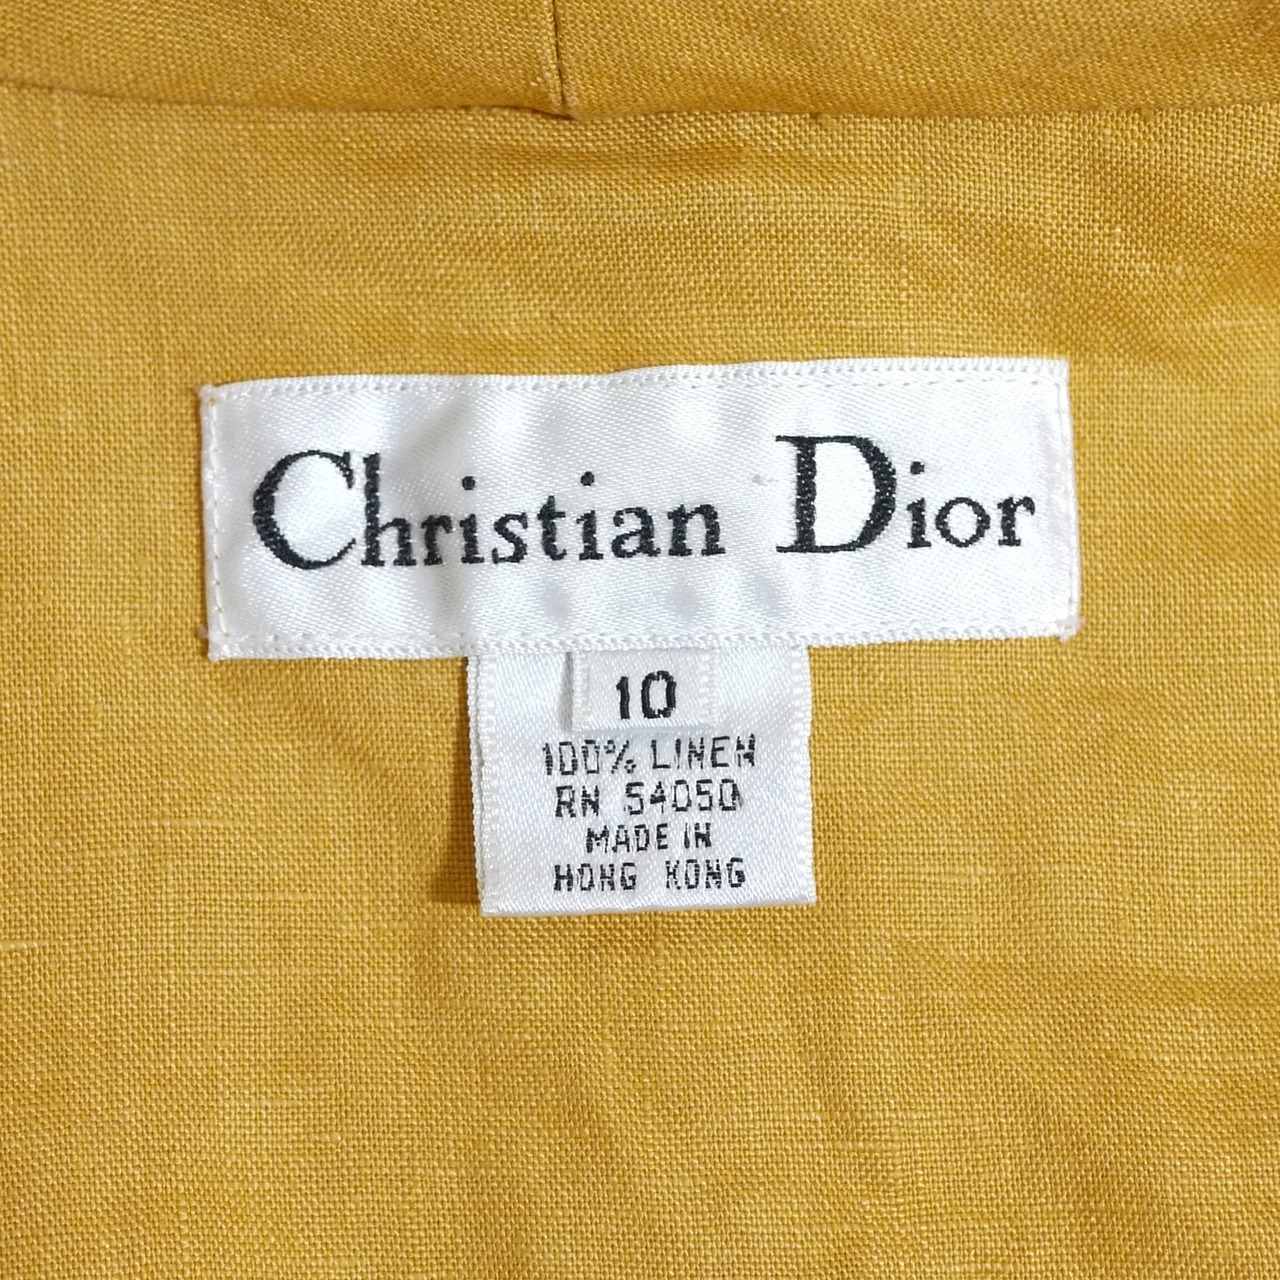 Christian Dior
10
100% LINEN
RN 54050
MADE IN
HONG KONG